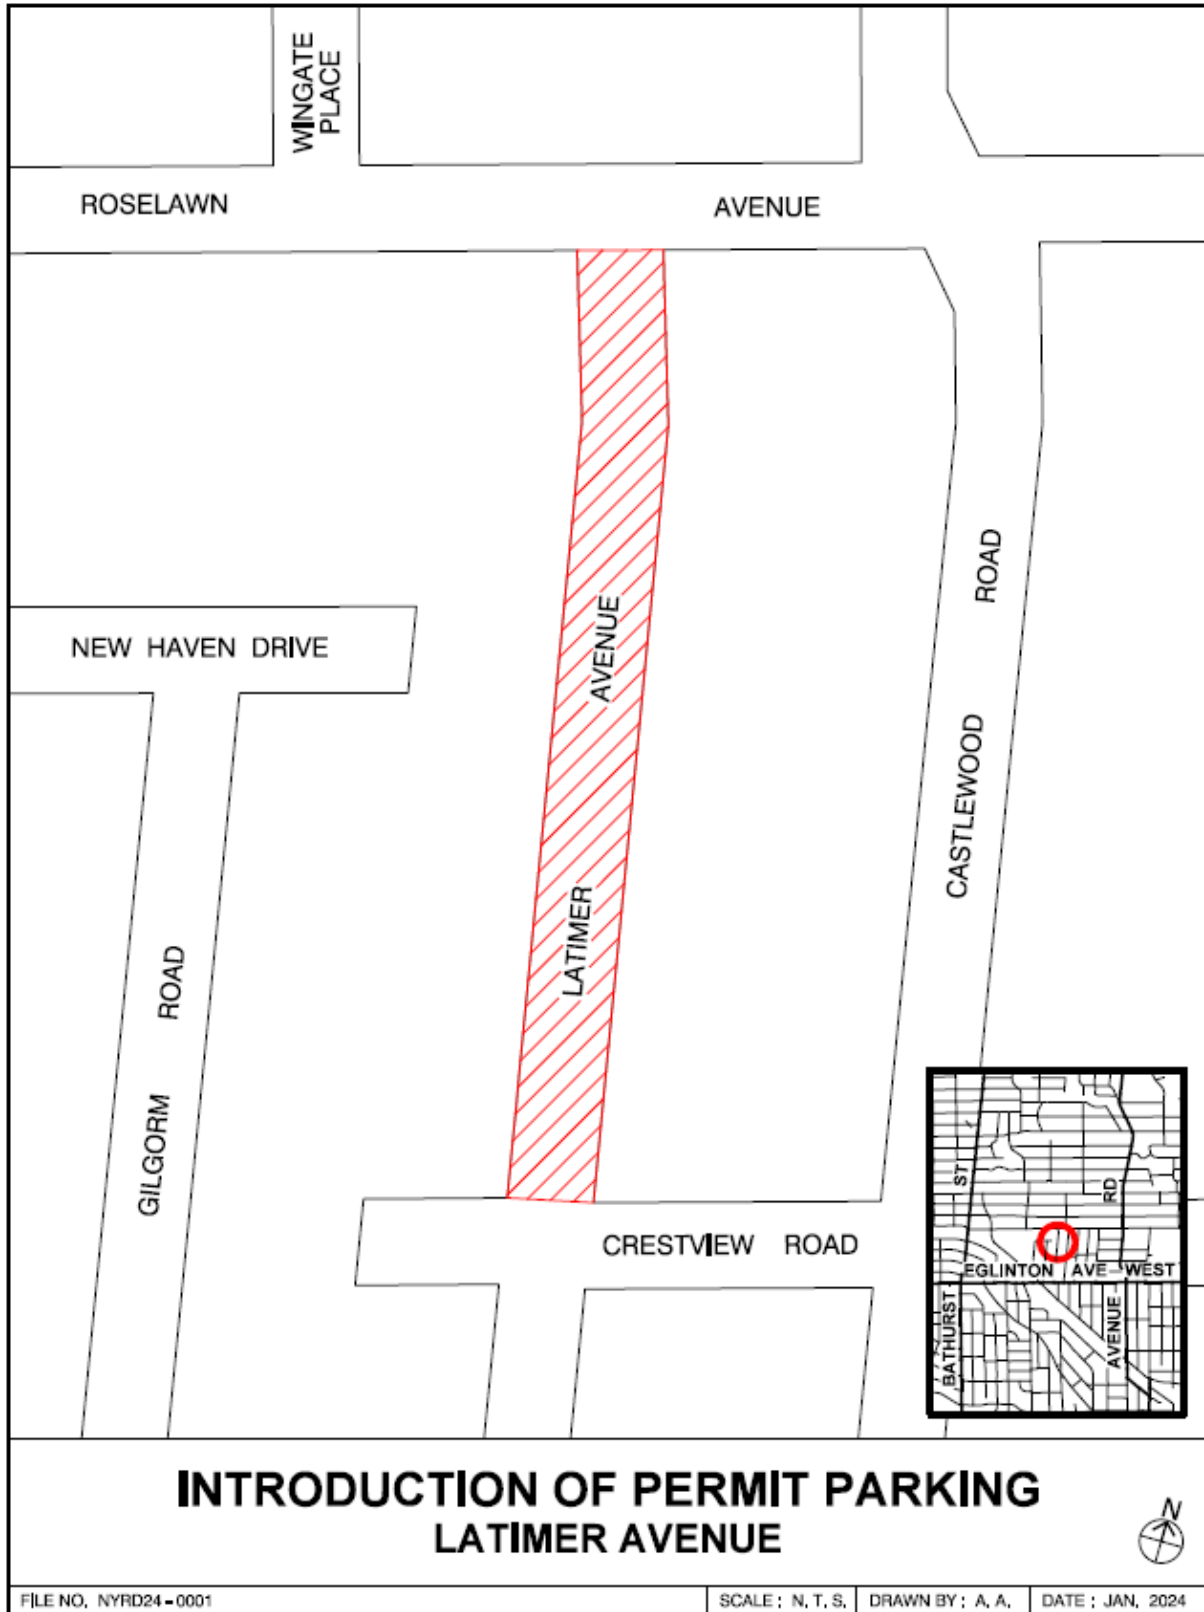 WINGATE
PLACE
ROSELAWN AVENUE
NEW HAVEN DRIVE
LATIMER AVENUE
CASTLEWOOD ROAD
GILGORM ROAD
CRESTVIEW ROAD
ST
RD
EGLINTON AVE WEST
BATHURST
AVENUE
INTRODUCTION OF PERMIT PARKING
LATIMER AVENUE
N
FILE NO. NYRD24-0001
SCALE: N.T.S.
DRAWN BY: A.A.
DATE: JAN. 2024